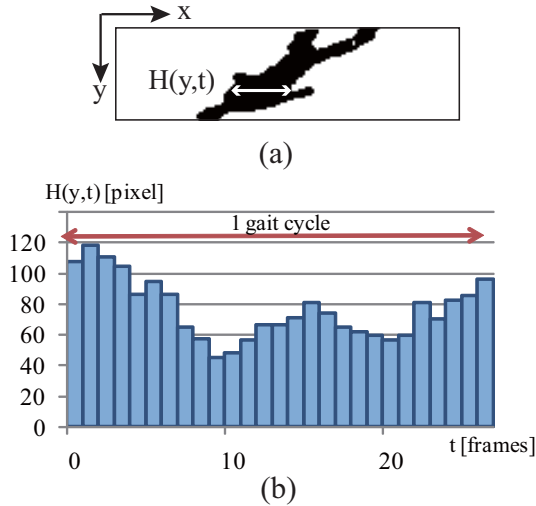 x
y
H(y,t)
(a)
H(y,t) [pixel]
1 gait cycle
120
100
80
60
40
20
0
0 10 20
t [frames]
(b)